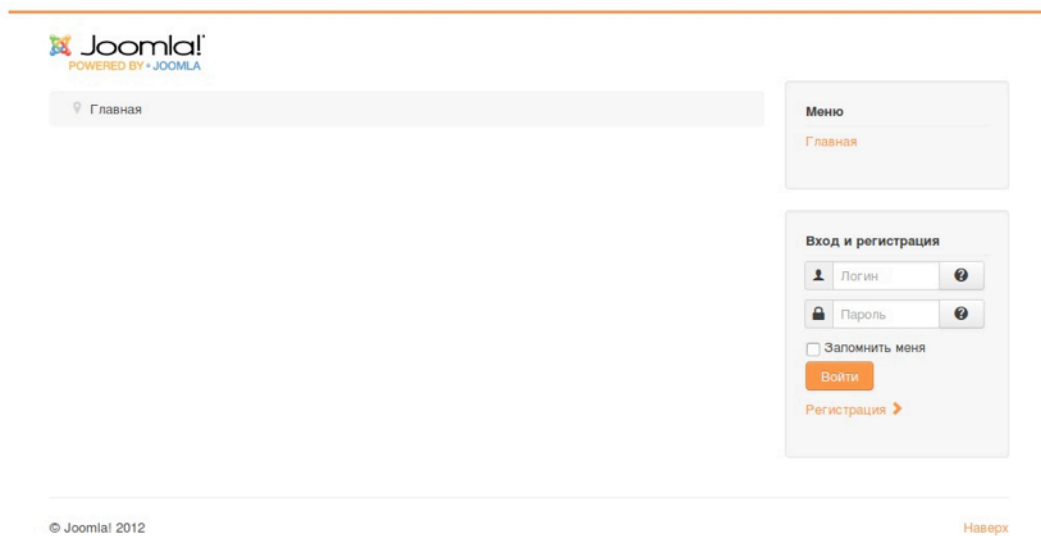 Joomla!
POWERED BY • JOOMLA
Главная
Меню
Главная
Вход и регистрация
Логин
Пароль
Запомнить меня
Войти
Регистрация
© Joomla! 2012
Наверх